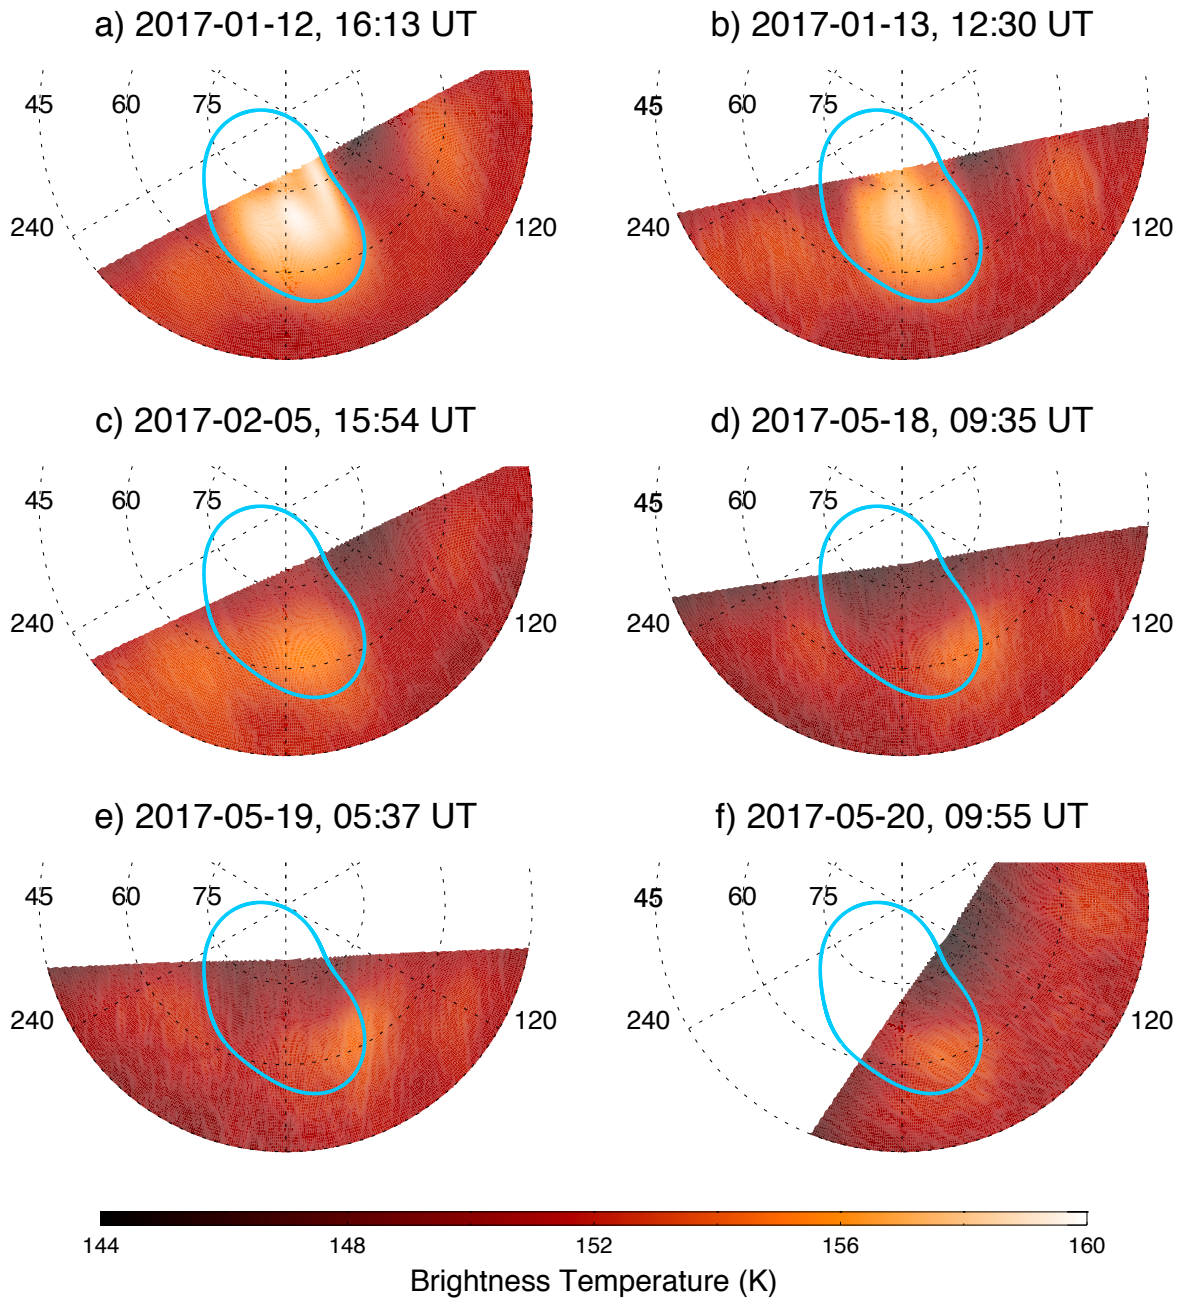 a) 2017-01-12, 16:13 UT
b) 2017-01-13, 12:30 UT
45 60 75
45 60 75
240 120
240 120
c) 2017-02-05, 15:54 UT
d) 2017-05-18, 09:35 UT
45 60 75
45 60 75
240 120
240 120
e) 2017-05-19, 05:37 UT
f) 2017-05-20, 09:55 UT
45 60 75
45 60 75
240 120
240 120
144 148 152 156 160
Brightness Temperature (K)